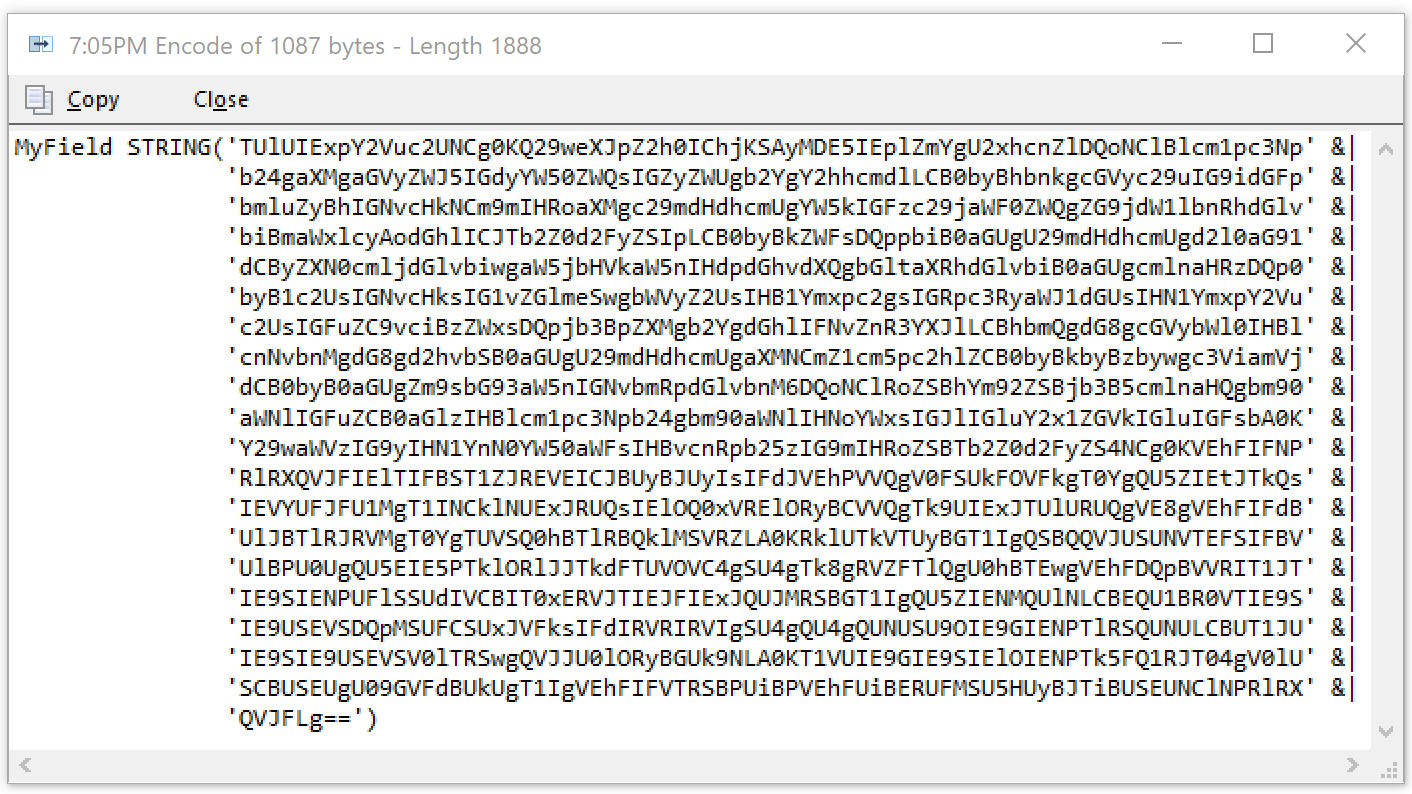 7:05PM Encode of 1087 bytes - Length 1888
Copy Close
MyField STRING('TUlUIExpY2Vuc2UNCg0KQ29weXJpZ2h0IChjKSAyMDE5IEplZmYgU2xhcnZlDQoNClBlcm1pc3Np' &|
'b24gaXMgaGVyZWJ5IGdyYW50ZWQsIGZyZWUgb2YgY2hhcmdlLCB0byBhbnkgcGVyc29uIG9idGFp' &|
'bmluZyBhIGNvcHkNCm9mIHRoaXMgc29mdHdhcmUgYW5kIGFzc29jaWF0ZWQgZG9jdW1lbnRhdGlv' &|
'biBmaWxlcyAodGhlICJTb2Z0d2FyZSIpLCB0byBkZWFsDQppbiB0aGUgU29mdHdhcmUgd2l0aG91' &|
'dCByZXN0cmljdGlvbiwgaW5jbHVkaW5nIHdpdGhvdXQgbGltaXRhdGlvbiB0aGUgcmlnaHRzDQp0' &|
'byB1c2UsIGNvcHksIG1vZGlmeSwgbWVyZ2UsIHB1Ymxpc2gsIGRpc3RyaWJ1dGUsIHN1YmxpY2Vu' &|
'c2UsIGFuZC9vciBzZWxsDQpjb3BpZXMgb2YgdGhlIFNvZnR3YXJlLCBhbmQgdG8gcGVybWl0IHBl' &|
'cnNvbnMgdG8gd2hvbSB0aGUgU29mdHdhcmUgaXMNCmZ1cm5pc2hlZCB0byBkbyBzbywgc3ViamVj' &|
'dCB0byB0aGUgZm9sbG93aW5nIGNvbmRpdGlvbnM6DQoNClRoZSBhYm92ZSBjb3B5cmlnaHQgbm90' &|
'aWNlIGFuZCB0aGlzIHBlcm1pc3Npb24gbm90aWNlIHNoYWxsIGJlIGluY2x1ZGVkIGluIGFsbA0K' &|
'Y29waWVzIG9yIHN1YnN0YW50aWFsIHBvcnRpb25zIG9mIHRoZSBTb2Z0d2FyZS4NCg0KVEhFIFNP' &|
'RlRXQVJFIElTIFBST1ZJREVEICJBUyBJUyIsIFdJVEhPVVQgV0FSUkFOVFkgT0YgQU5ZIEtJTkQs' &|
'IEVYUFJFU1MgT1INCklNUExJRUQsIElOQ0xVRElORyBCVVQgTk9UIExJTUlURUQgVE8gVEhFIFdB' &|
'UlJBTlRJRVMgT0YgTUVSQ0hBTlRBQklMSVRZLA0KRklUTkVTUyBGT1IgQSBQQVJUSUNVTEFSIFBV' &|
'UlBPU0UgQU5EIE5PTklORlJJTkdFTUVOVC4gSU4gTk8gRVZFTlQgU0hBTEwgVEhFDQpBVVRIT1JT' &|
'IE9SIENPUFlSSUdIVCBIT0xERVJTIEJFIExJQUJMRSBGT1IgQU5ZIENMQUlNLCBEQU1BR0VTIE9S' &|
'IE9USEVSDQpMSUFCSUxJVFksIFdIRVRIRVIgSU4gQU4gQUNUSU9OIE9GIENPTlRSQUNULCBUT1JU' &|
'IE9SIE9USEVSV0lTRSwgQVJJU0lORyBGUk9NLA0KT1VUIE9GIE9SIElOIENPTk5FQ1RJT04gV0lU' &|
'SCBUSEUgU09GVFdBUkUgT1IgVEhFIFVTRSBPUiBPVEhFUiBERUFMSU5HUyBJTiBUSEUNClNPRlRX' &|
'QVJFLg==')